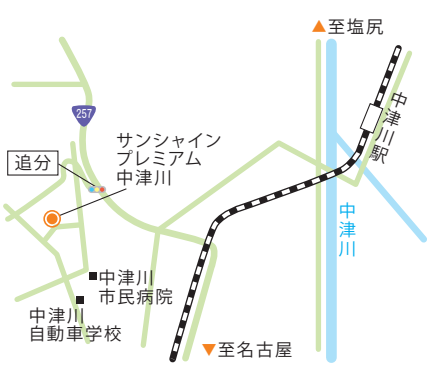 ▲至塩尻
257
サンシャイン
プレミアム
中津川
追分
中津川駅
中津川
中津川
市民病院
中津川
自動車学校
▼至名古屋